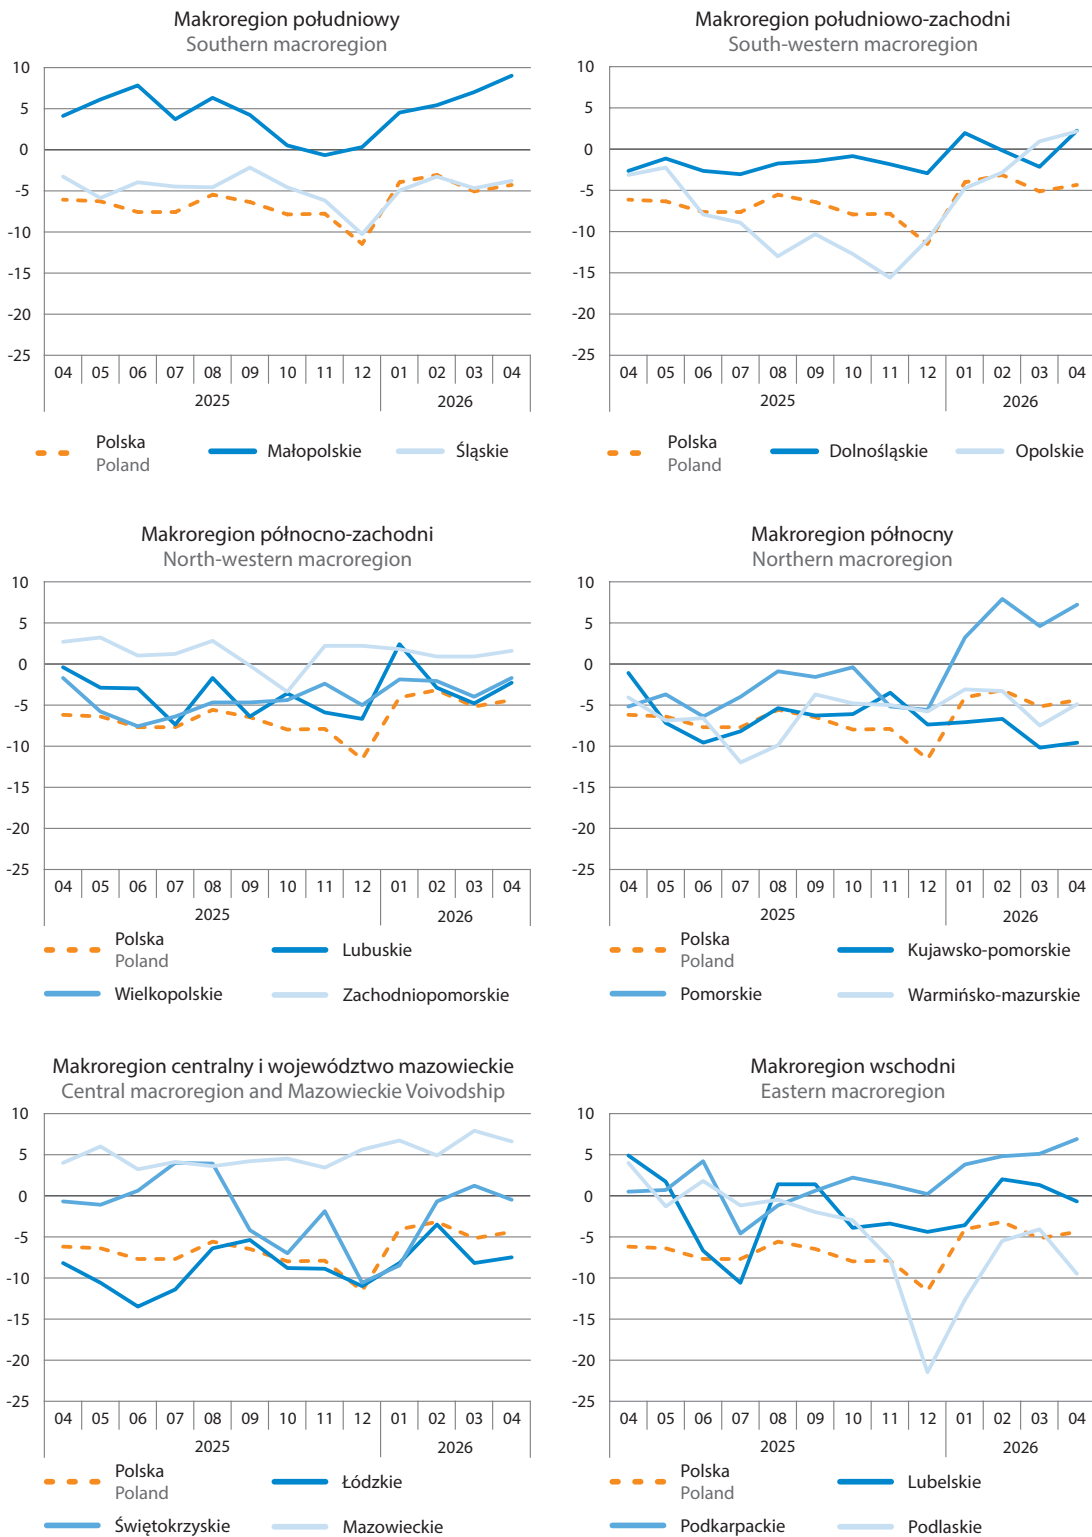 Makroregion południowy
Southern macroregion
10
5
0
-5
-10
-15
-20
-25
04 05 06 07 08 09 10 11 12 01 02 03 04
2025 2026
Polska
Poland
Małopolskie
Śląskie
Makroregion południowo-zachodni
South-western macroregion
10
5
0
-5
-10
-15
-20
-25
04 05 06 07 08 09 10 11 12 01 02 03 04
2025 2026
Polska
Poland
Dolnośląskie
Opolskie
Makroregion północno-zachodni
North-western macroregion
10
5
0
-5
-10
-15
-20
-25
04 05 06 07 08 09 10 11 12 01 02 03 04
2025 2026
Polska
Poland
Lubuskie
Wielkopolskie
Zachodniopomorskie
Makroregion północny
Northern macroregion
10
5
0
-5
-10
-15
-20
-25
04 05 06 07 08 09 10 11 12 01 02 03 04
2025 2026
Polska
Poland
Kujawsko-pomorskie
Pomorskie
Warmińsko-mazurskie
Makroregion centralny i województwo mazowieckie
Central macroregion and Mazowieckie Voivodship
10
5
0
-5
-10
-15
-20
-25
04 05 06 07 08 09 10 11 12 01 02 03 04
2025 2026
Polska
Poland
Łódzkie
Świętokrzyskie
Mazowieckie
Makroregion wschodni
Eastern macroregion
10
5
0
-5
-10
-15
-20
-25
04 05 06 07 08 09 10 11 12 01 02 03 04
2025 2026
Polska
Poland
Lubelskie
Podkarpackie
Podlaskie